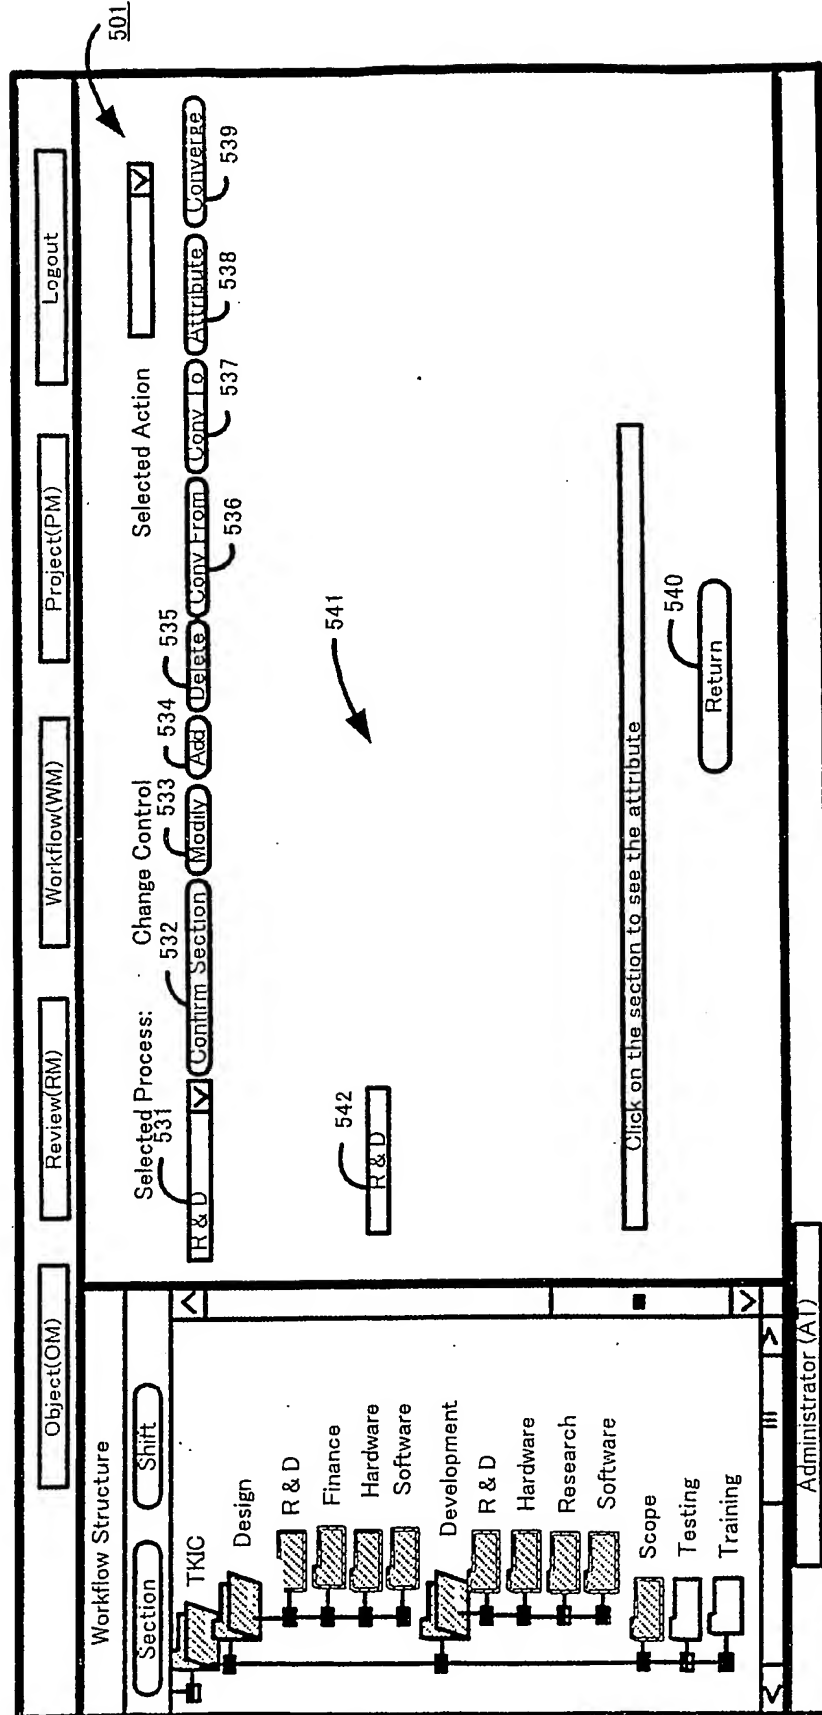 501
Object(OM) Review(RM) Workflow(WM) Project(PM) Logout
Workflow Structure
Section Shift
TKIC
Design
R & D
Finance
Hardware
Software
Development
R & D
Hardware
Research
Software
Scope
Testing
Training
Selected Process: Change Control Selected Action
531 532 533 534 535 536 537 538 539
R & D Confirm Section Modily Add Delete Conv From Conv To Attribute Converge
541
542
R & D
Click on the section to see the attribute
540
Return
Administrator (A1)